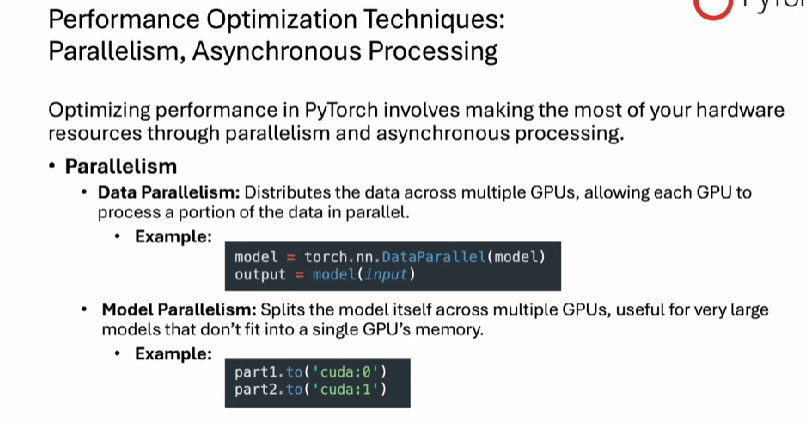 Performance Optimization Techniques:
Parallelism, Asynchronous Processing
Optimizing performance in PyTorch involves making the most of your hardware
resources through parallelism and asynchronous processing.
• Parallelism
• Data Parallelism: Distributes the data across multiple GPUs, allowing each GPU to
process a portion of the data in parallel.
• Example:
model = torch.nn.DataParallel(model)
output = model(input)
• Model Parallelism: Splits the model itself across multiple GPUs, useful for very large
models that don't fit into a single GPU's memory.
• Example:
part1.to('cuda:0')
part2.to('cuda:1')